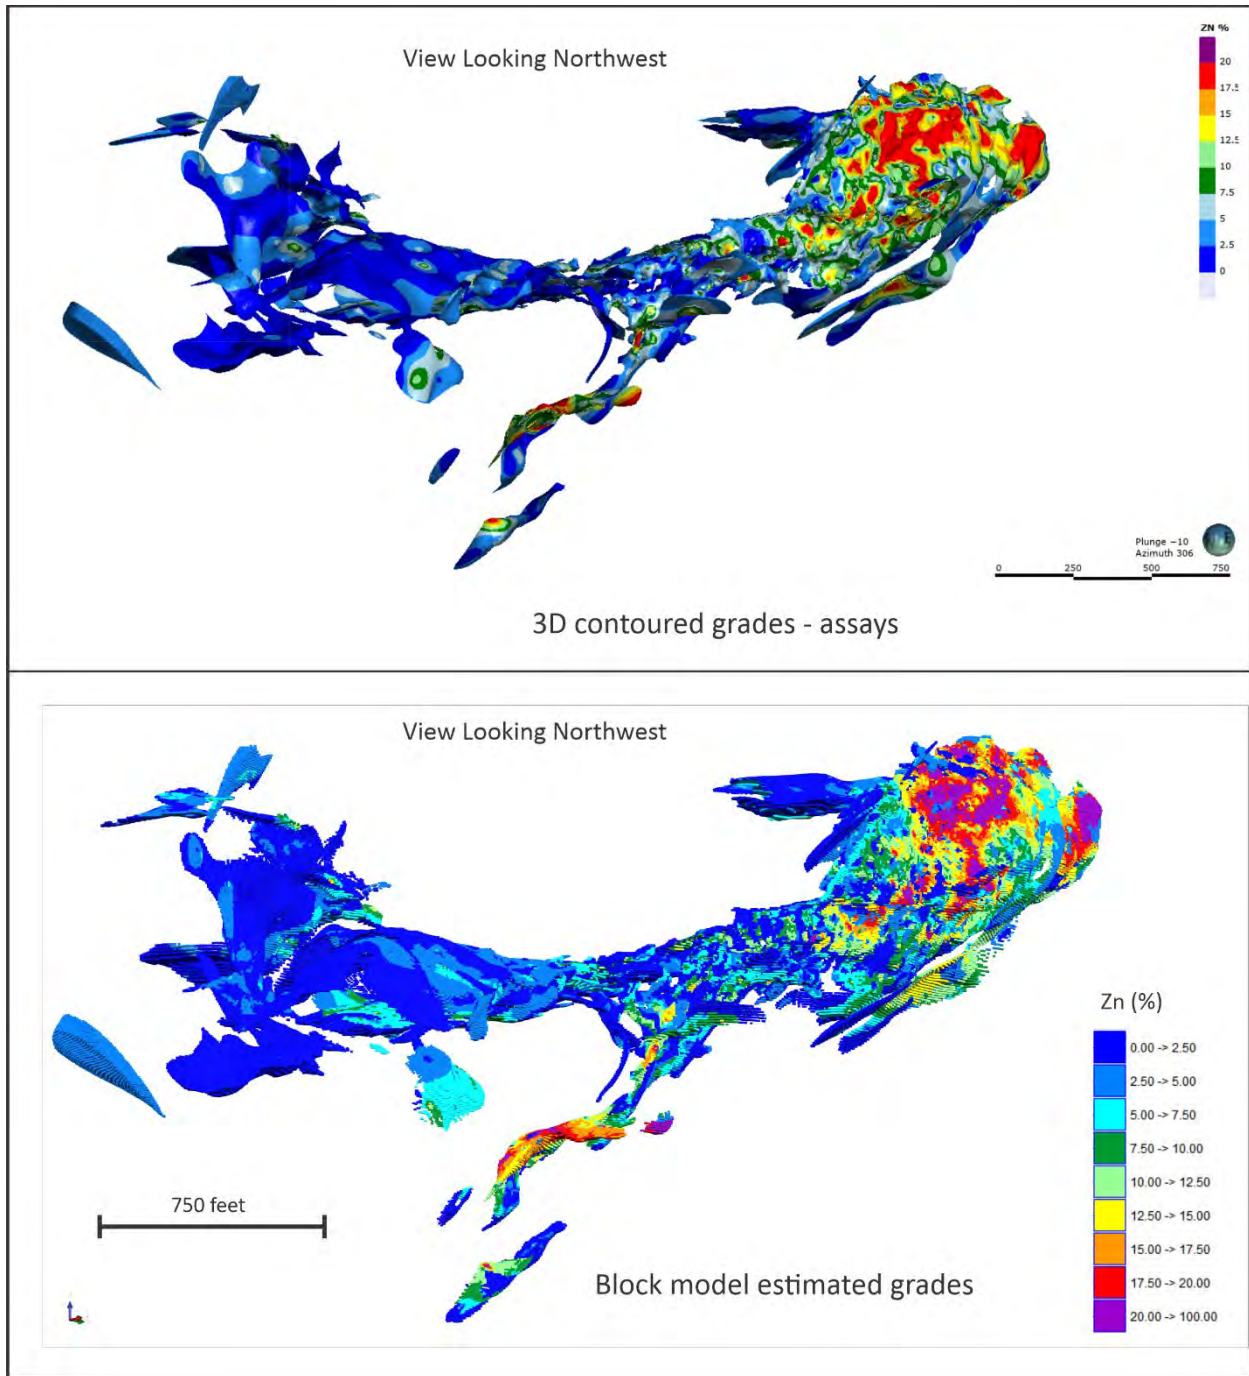 View Looking Northwest
ZN %
20
17.5
15
12.5
10
7.5
5
2.5
0
Plunge −10
Azimuth 306
0 250 500 750
3D contoured grades - assays
View Looking Northwest
Zn (%)
0.00 -> 2.50
2.50 -> 5.00
5.00 -> 7.50
7.50 -> 10.00
10.00 -> 12.50
12.50 -> 15.00
15.00 -> 17.50
17.50 -> 20.00
20.00 -> 100.00
750 feet
Block model estimated grades